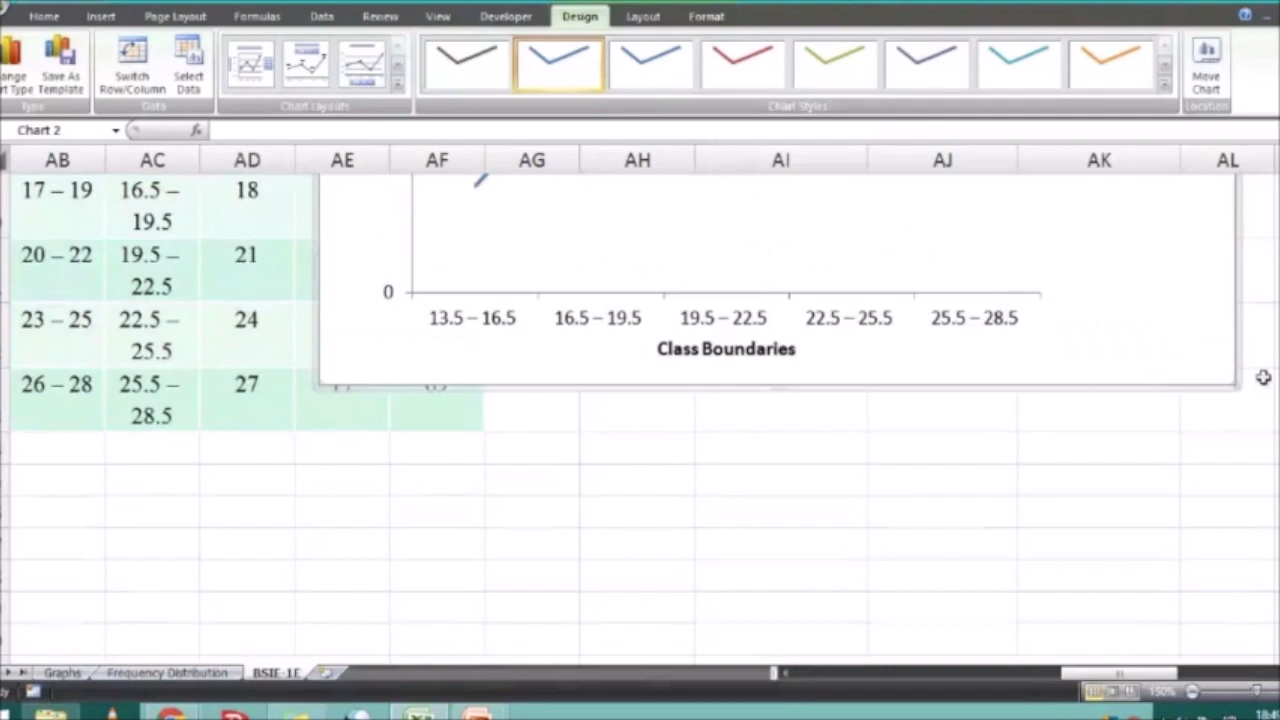 Home Insert Page Layout Formulas Data Review View Developer Design Layout Format
Save As Switch Select Move
Type Template Row/Column Data Chart
Type Data Chart Layouts Chart Styles Location
Chart 2 fx
AB AC AD AE AF AG AH AI AJ AK AL
17 – 19 16.5 – 18
19.5
20 – 22 19.5 – 21
22.5
0
23 – 25 22.5 – 24 13.5 – 16.5 16.5 – 19.5 19.5 – 22.5 22.5 – 25.5 25.5 – 28.5
25.5 Class Boundaries
26 – 28 25.5 – 27
28.5
Graphs Frequency Distribution BSIE-1E
150%